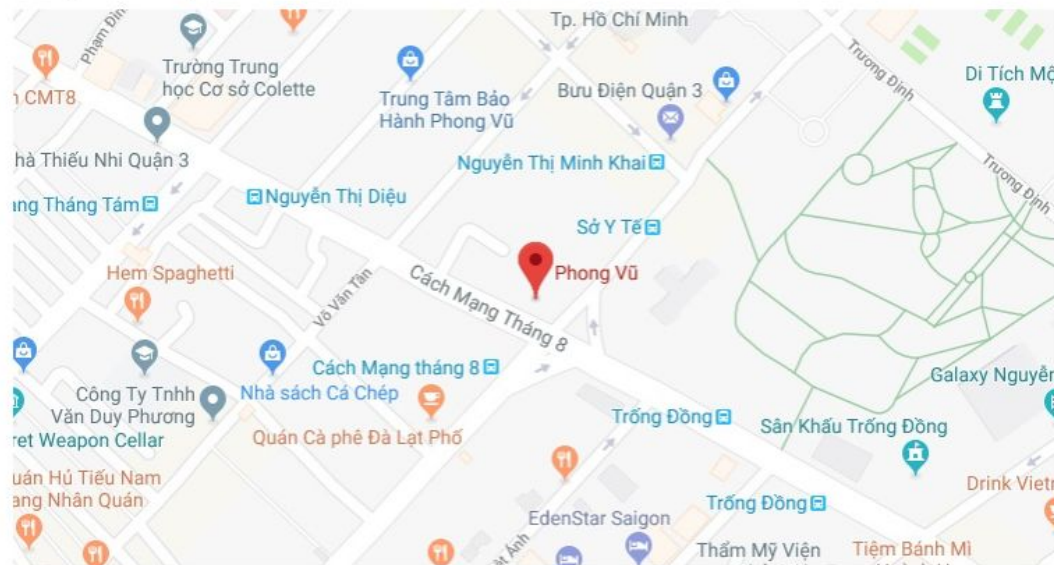 Tp. Hồ Chí Minh
Phạm Đình
Trường Trung
học Cơ sở Colette
Trương Định
Di Tích Mộ
CMT8
Trung Tâm Bảo
Hành Phong Vũ
Bưu Điện Quận 3
hà Thiếu Nhi Quận 3
Nguyễn Thị Minh Khai
Trương Định
ang Tháng Tám
Nguyễn Thị Diệu
Sở Y Tế
Hem Spaghetti
Võ Văn Tần
Cách Mạng Tháng 8
Phong Vũ
Cách Mạng tháng 8
Công Ty Tnhh
Văn Duy Phương
Nhà sách Cá Chép
Galaxy Nguyễn
ret Weapon Cellar
Quán Cà phê Đà Lạt Phố
Trống Đồng
Sân Khấu Trống Đồng
uán Hủ Tiếu Nam
ang Nhân Quán
Drink Vietn
Trống Đồng
EdenStar Saigon
Thẩm Mỹ Viện
Tiệm Bánh Mì